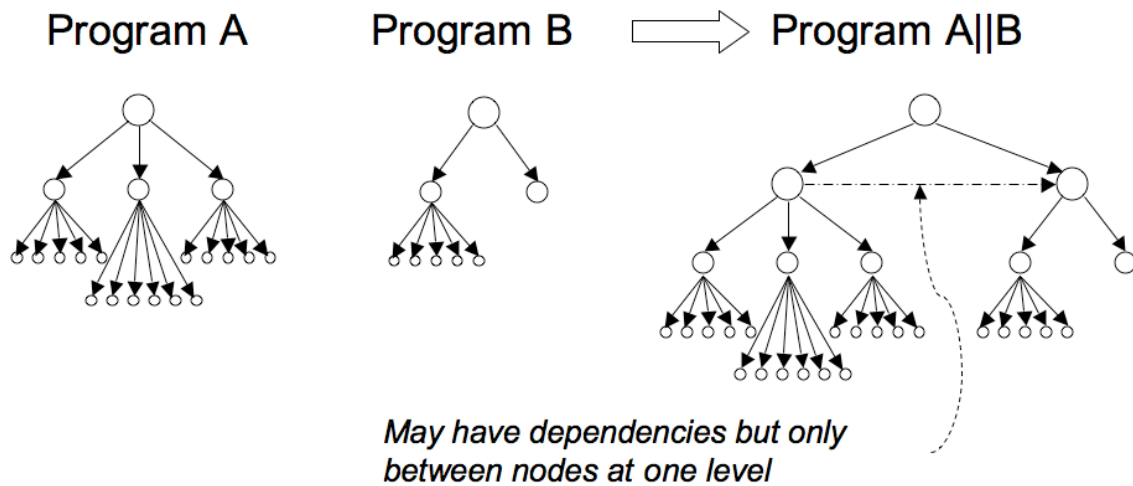 Program A
Program B
Program A||B
May have dependencies but only
between nodes at one level